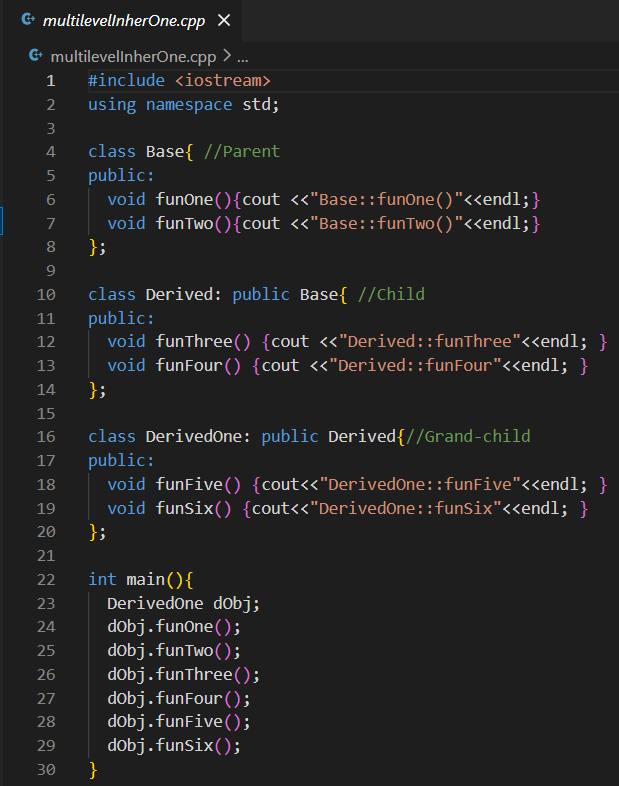 multilevelInherOne.cpp
multilevelInherOne.cpp > ...
1 #include <iostream>
2 using namespace std;
3
4 class Base{ //Parent
5 public:
6   void funOne(){cout <<"Base::funOne()"<<endl;}
7   void funTwo(){cout <<"Base::funTwo()"<<endl;}
8 };
9
10 class Derived: public Base{ //Child
11 public:
12   void funThree() {cout <<"Derived::funThree"<<endl; }
13   void funFour() {cout <<"Derived::funFour"<<endl; }
14 };
15
16 class DerivedOne: public Derived{//Grand-child
17 public:
18   void funFive() {cout<<"DerivedOne::funFive"<<endl; }
19   void funSix() {cout<<"DerivedOne::funSix"<<endl; }
20 };
21
22 int main(){
23   DerivedOne dObj;
24   dObj.funOne();
25   dObj.funTwo();
26   dObj.funThree();
27   dObj.funFour();
28   dObj.funFive();
29   dObj.funSix();
30 }